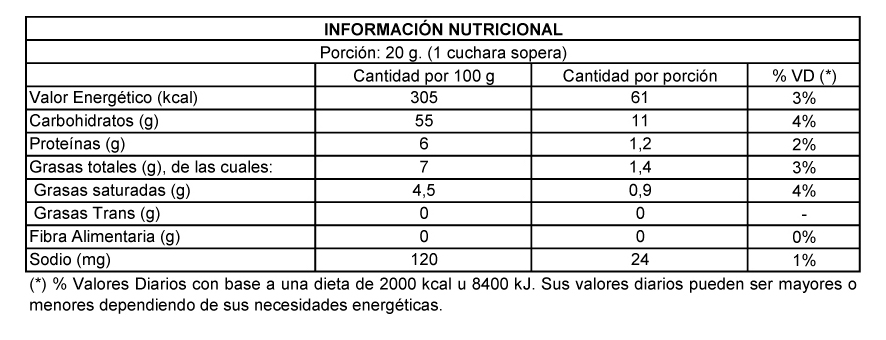 INFORMACIÓN NUTRICIONAL
Porción: 20 g. (1 cuchara sopera)
Cantidad por 100 g Cantidad por porción % VD (*)
Valor Energético (kcal) 305 61 3%
Carbohidratos (g) 55 11 4%
Proteínas (g) 6 1,2 2%
Grasas totales (g), de las cuales: 7 1,4 3%
Grasas saturadas (g) 4,5 0,9 4%
Grasas Trans (g) 0 0 -
Fibra Alimentaria (g) 0 0 0%
Sodio (mg) 120 24 1%
(*) % Valores Diarios con base a una dieta de 2000 kcal u 8400 kJ. Sus valores diarios pueden ser mayores o
menores dependiendo de sus necesidades energéticas.